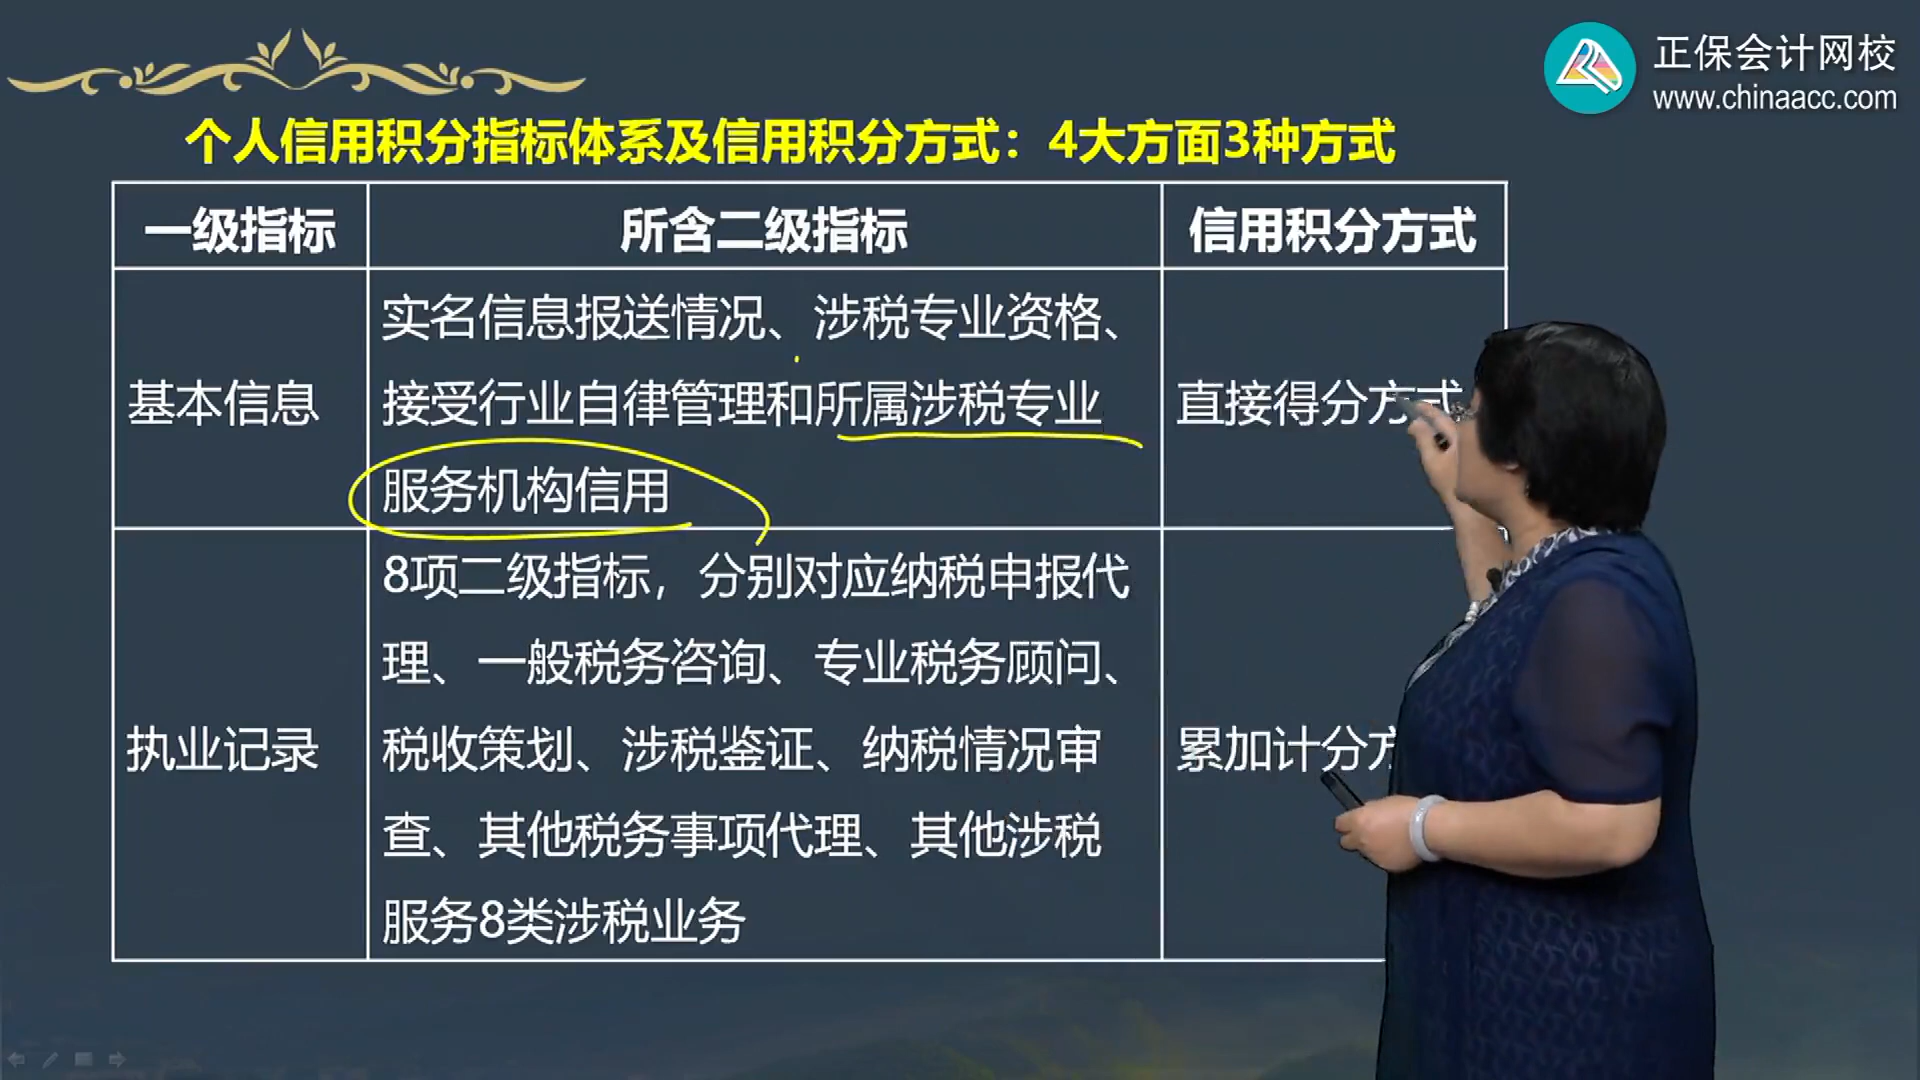 正保会计网校
www.chinaacc.com
个人信用积分指标体系及信用积分方式：4大方面3种方式
一级指标
所含二级指标
信用积分方式
基本信息
实名信息报送情况、涉税专业资格、
接受行业自律管理和所属涉税专业
服务机构信用
直接得分方式
执业记录
8项二级指标，分别对应纳税申报代
理、一般税务咨询、专业税务顾问、
税收策划、涉税鉴证、纳税情况审
查、其他税务事项代理、其他涉税
服务8类涉税业务
累加计分方